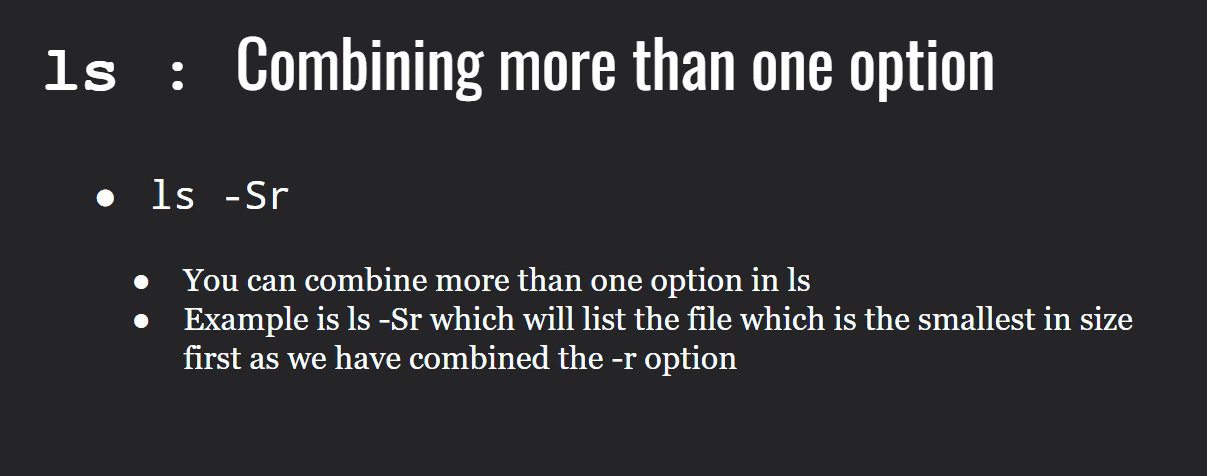 ls : Combining more than one option
● ls -Sr
● You can combine more than one option in ls
● Example is ls -Sr which will list the file which is the smallest in size
first as we have combined the -r option